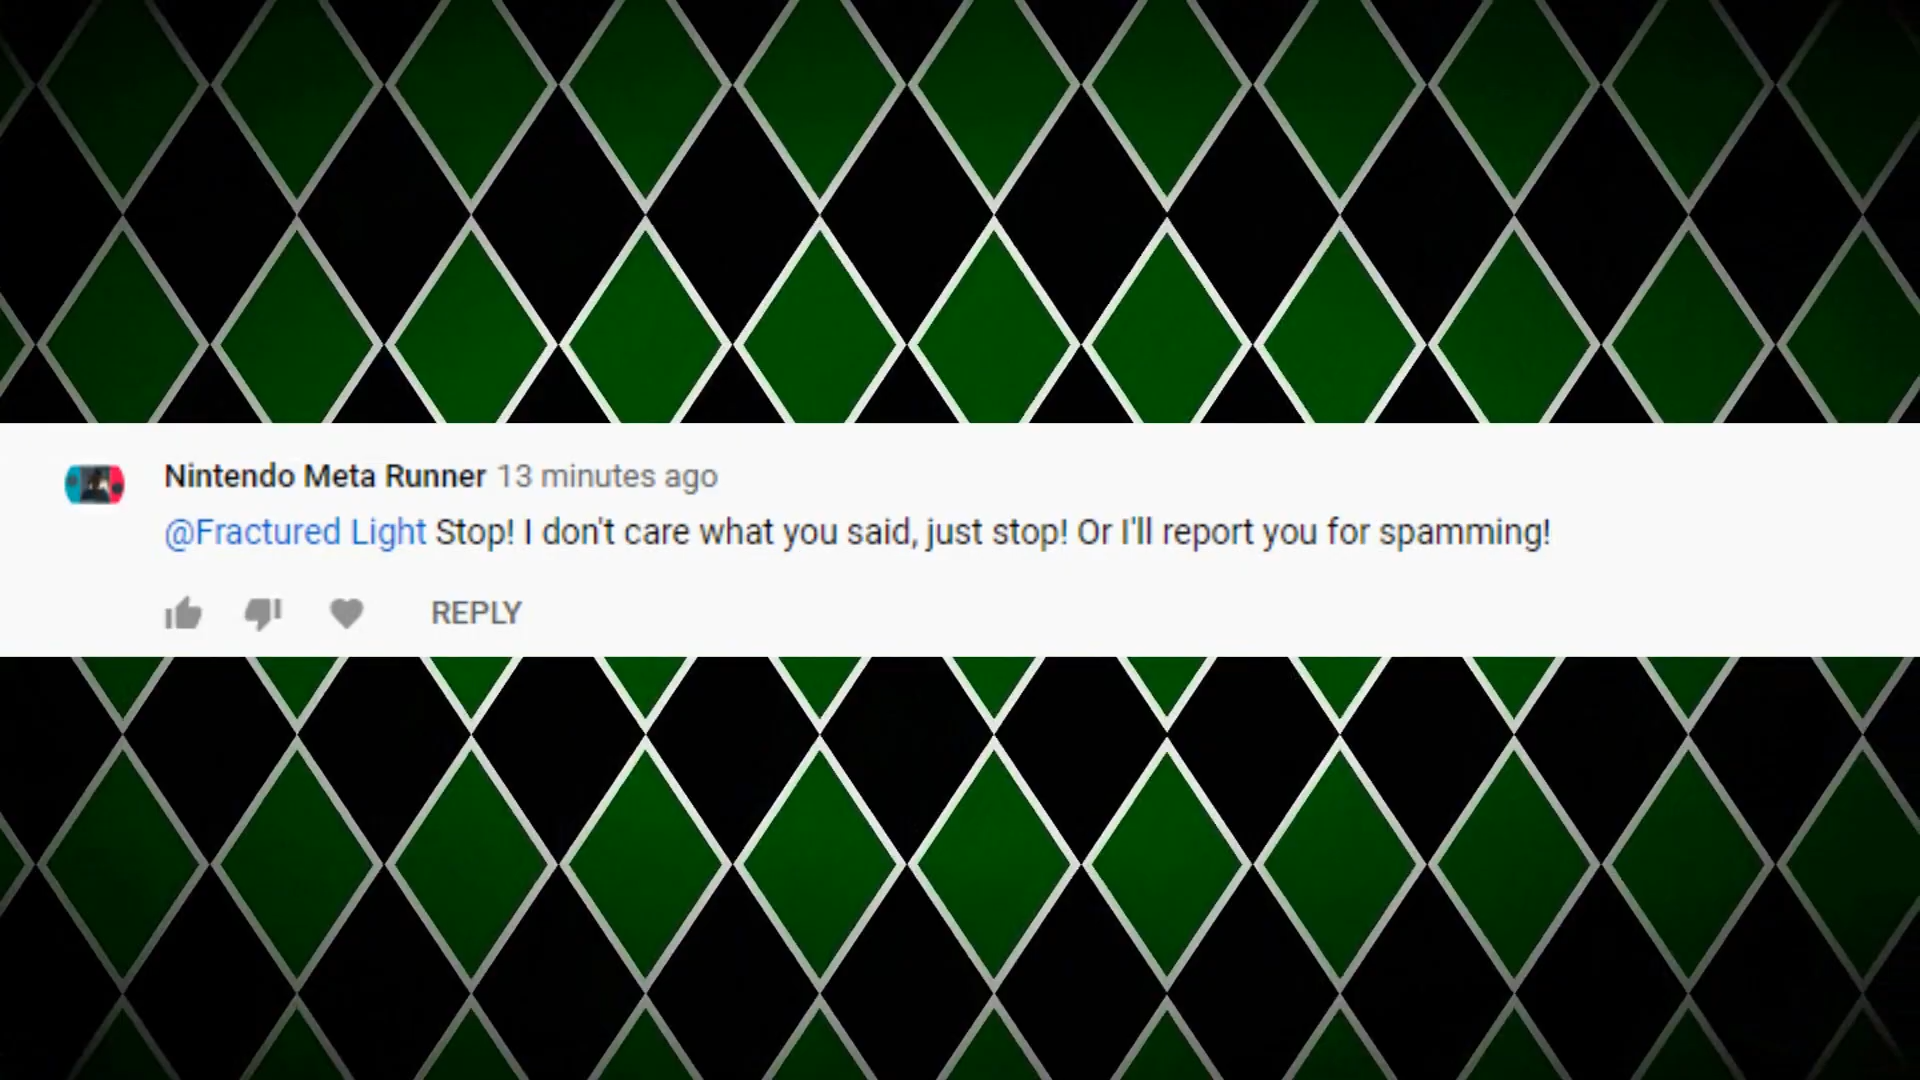 Nintendo Meta Runner 13 minutes ago
@Fractured Light Stop! I don't care what you said, just stop! Or I'll report you for spamming!
REPLY